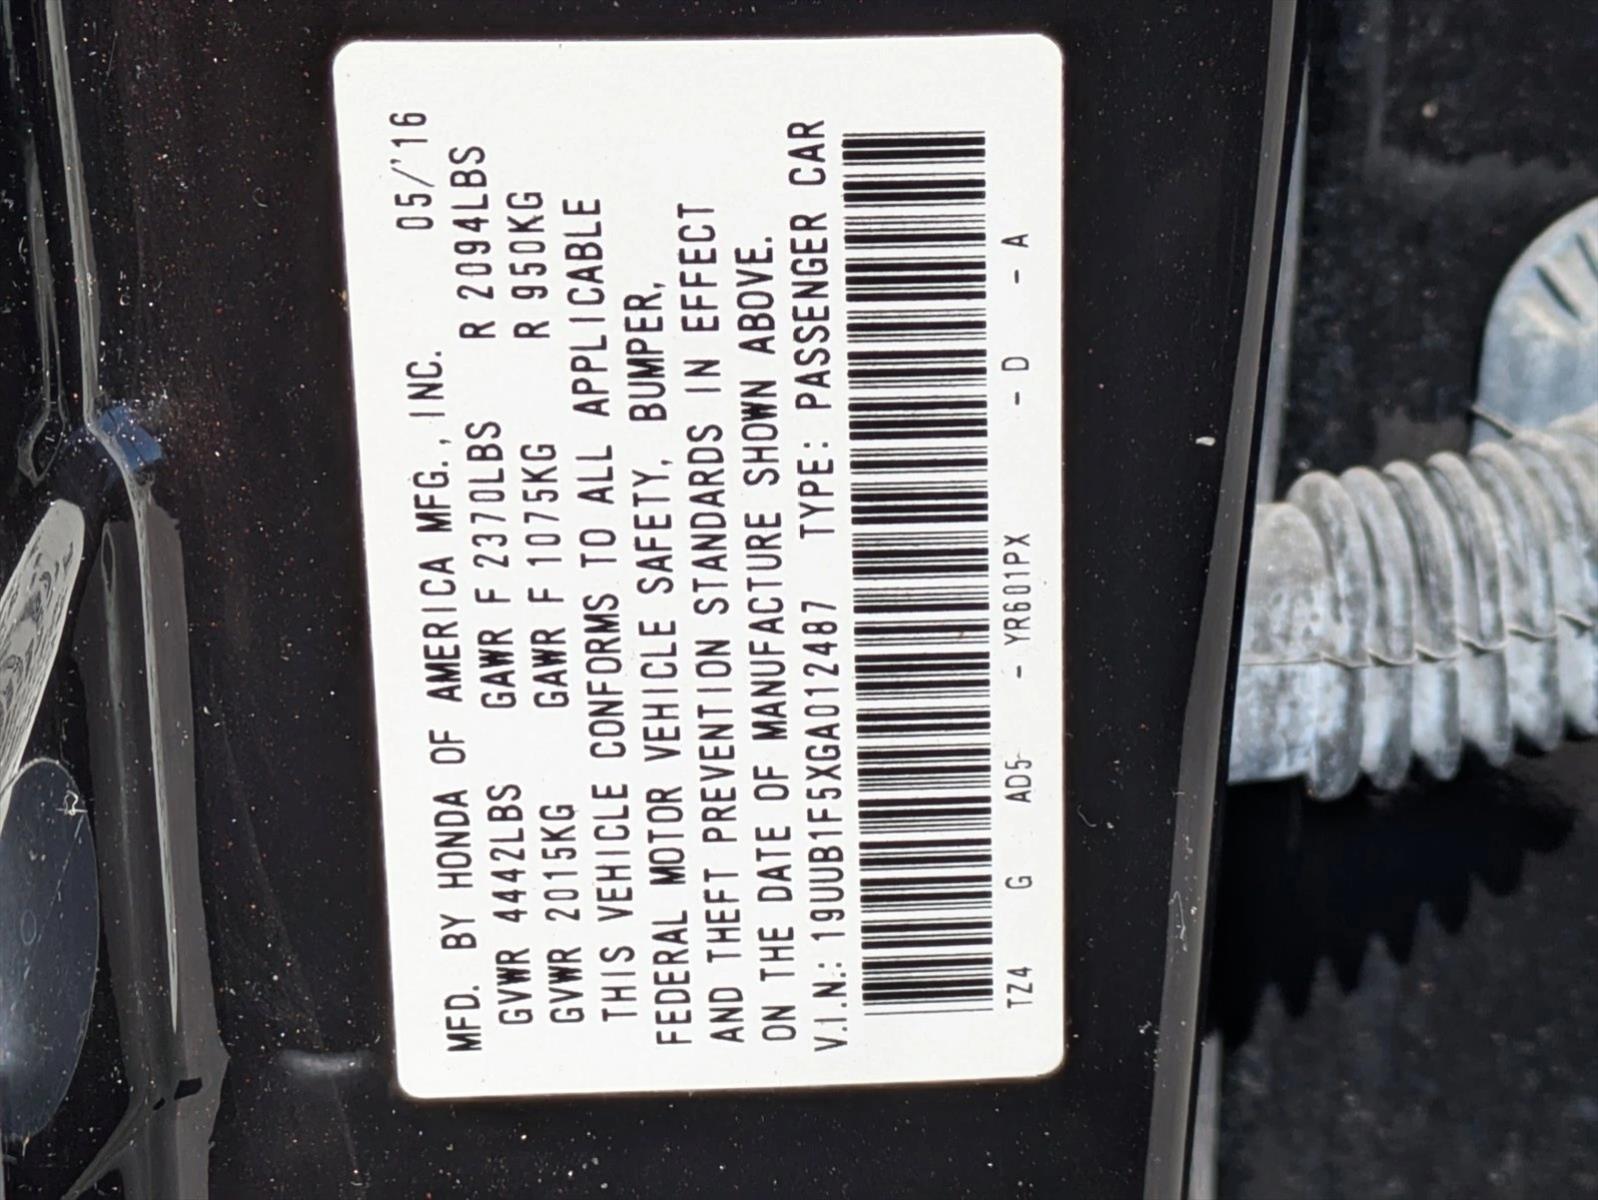 MFD. BY HONDA OF AMERICA MFG., INC. 05/'16
GVWR 4442LBS GAWR F 2370LBS R 2094LBS
GVWR 2015KG GAWR F 1075KG R 950KG
THIS VEHICLE CONFORMS TO ALL APPLICABLE
FEDERAL MOTOR VEHICLE SAFETY, BUMPER,
AND THEFT PREVENTION STANDARDS IN EFFECT
ON THE DATE OF MANUFACTURE SHOWN ABOVE.
V.I.N.: 19UUB1F5XGA012487 TYPE: PASSENGER CAR
TZ4 G AD5- - YR601PX - D - A